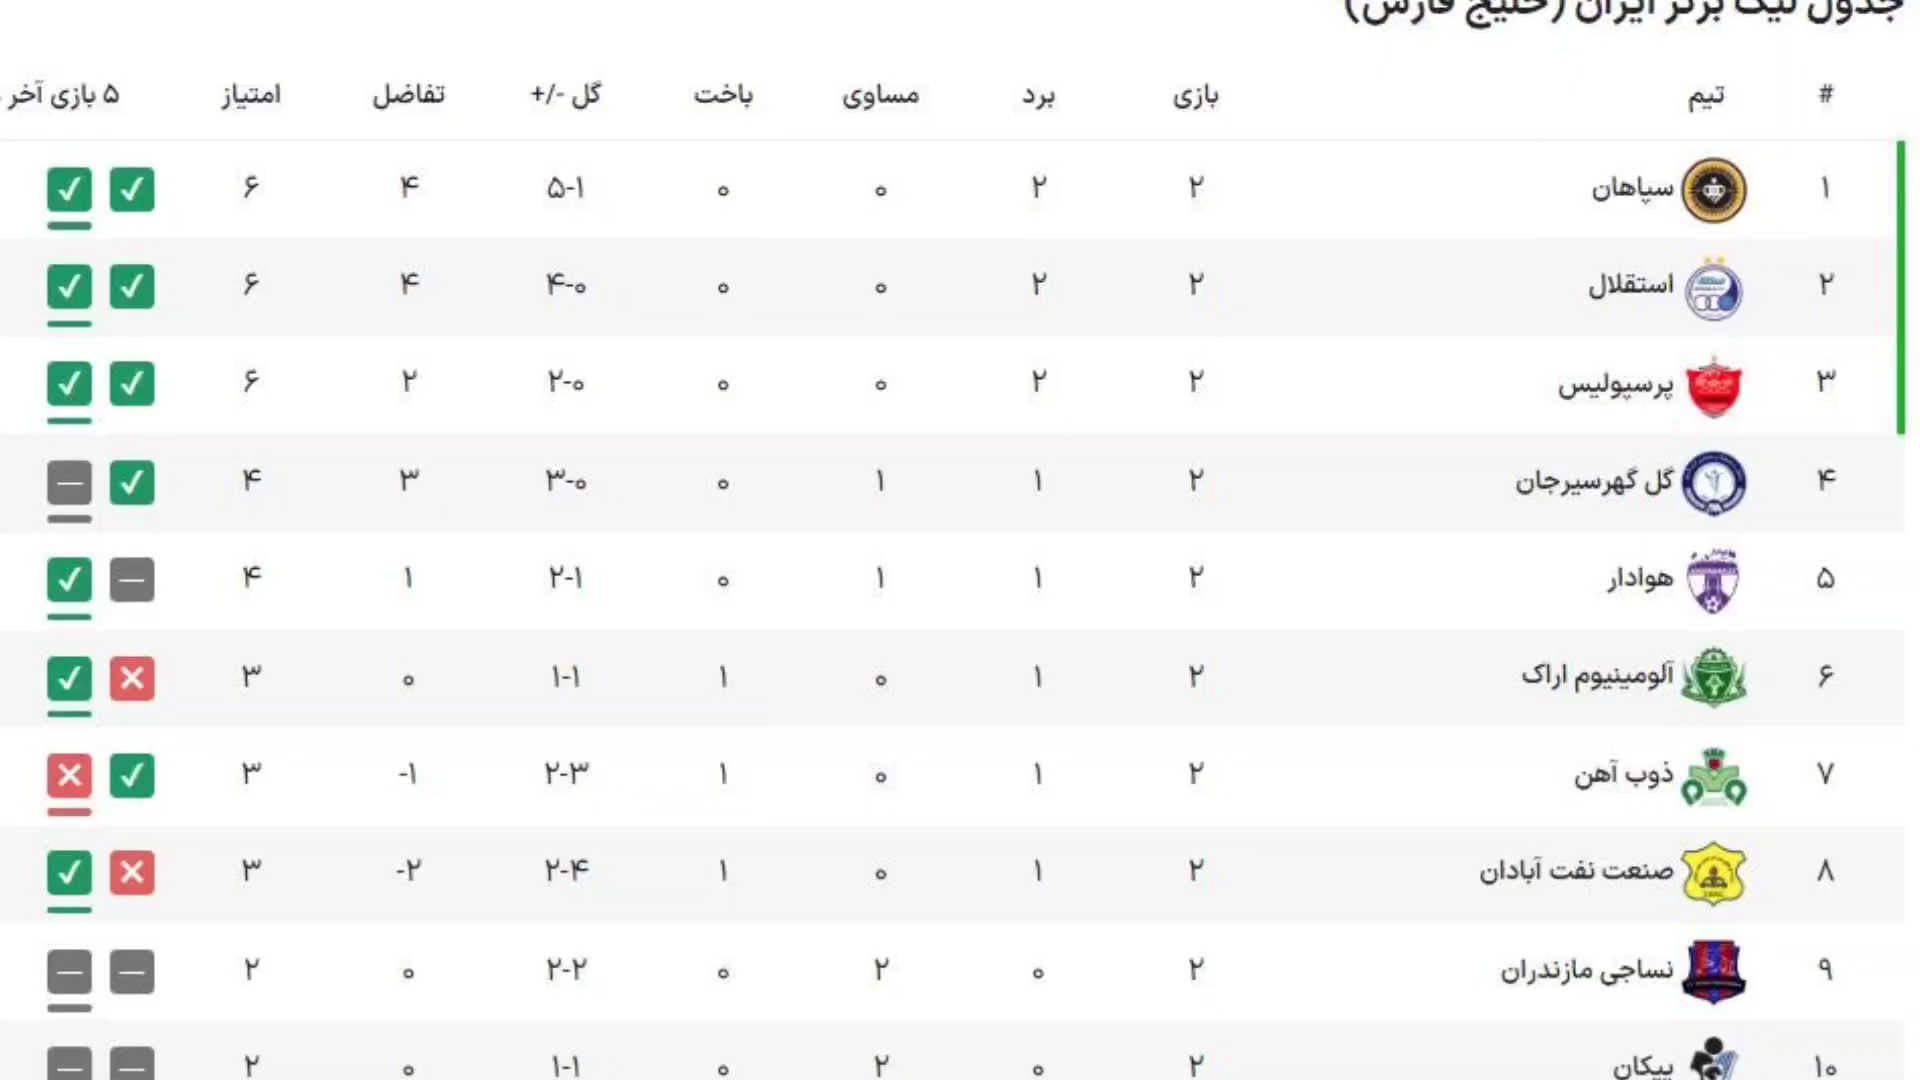 جدول لیگ برتر ایران (خلیج فارس)
# تیم بازی برد مساوی باخت گل -/+ تفاضل امتیاز ۵ بازی آخر
۱ سپاهان ۲ ۲ ۰ ۰ ۵-۱ ۴ ۶
۲ استقلال ۲ ۲ ۰ ۰ ۴-۰ ۴ ۶
۳ پرسپولیس ۲ ۲ ۰ ۰ ۲-۰ ۲ ۶
۴ گل گهرسیرجان ۲ ۱ ۱ ۰ ۳-۰ ۳ ۴
۵ هوادار ۲ ۱ ۱ ۰ ۲-۱ ۱ ۴
۶ آلومینیوم اراک ۲ ۱ ۰ ۱ ۱-۱ ۰ ۳
۷ ذوب آهن ۲ ۱ ۰ ۱ ۲-۳ -۱ ۳
۸ صنعت نفت آبادان ۲ ۱ ۰ ۱ ۲-۴ -۲ ۳
۹ نساجی مازندران ۲ ۰ ۲ ۰ ۲-۲ ۰ ۲
۱۰ پیکان ۲ ۰ ۲ ۰ ۱-۱ ۰ ۲